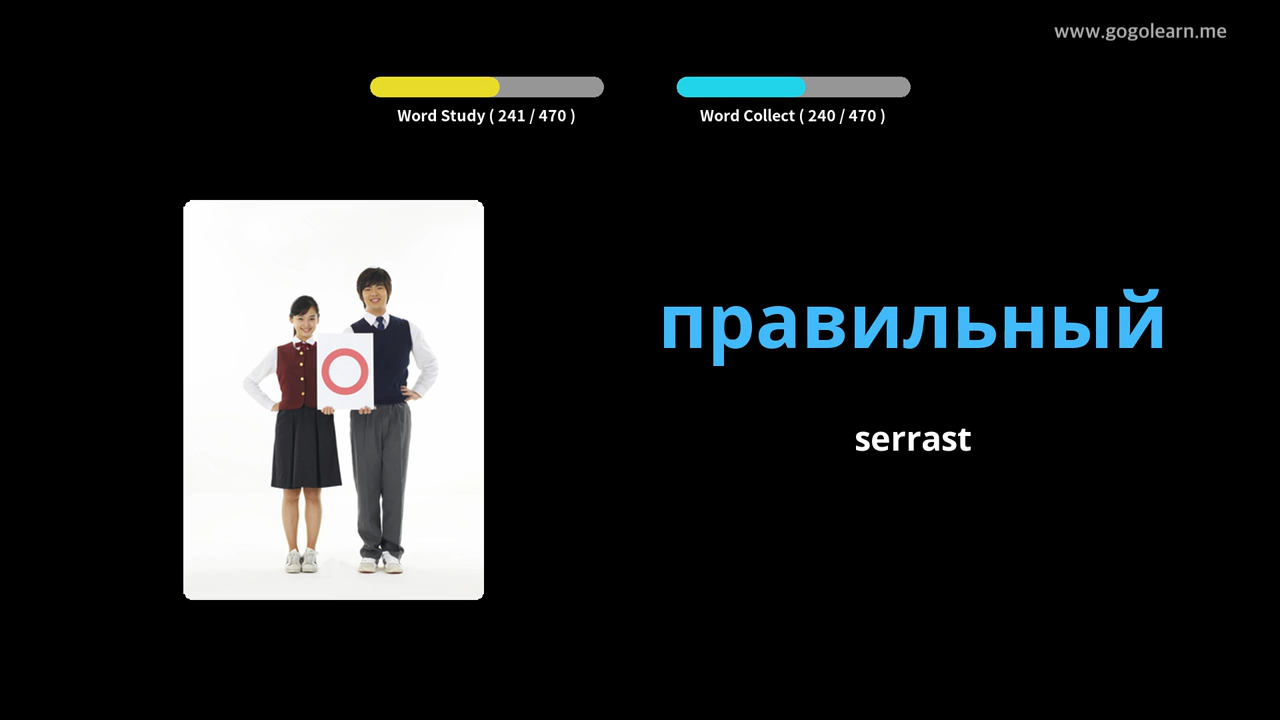 www.gogolearn.me
Word Study ( 241 / 470 )
Word Collect ( 240 / 470 )
правильный
serrast